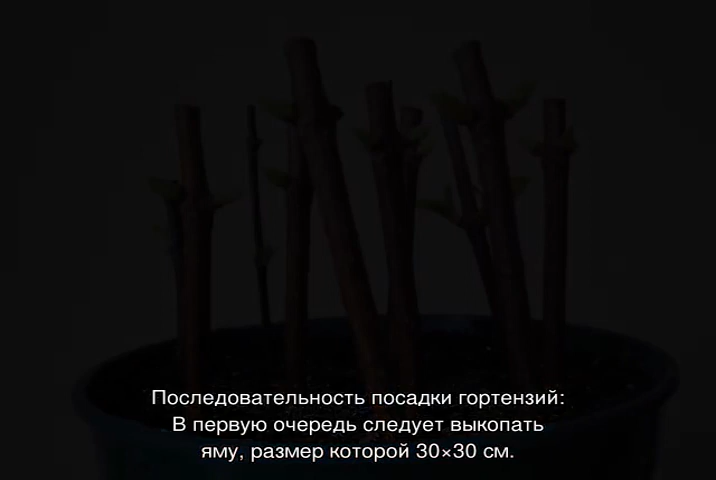 Последовательность посадки гортензий:
В первую очередь следует выкопать
яму, размер которой 30×30 см.